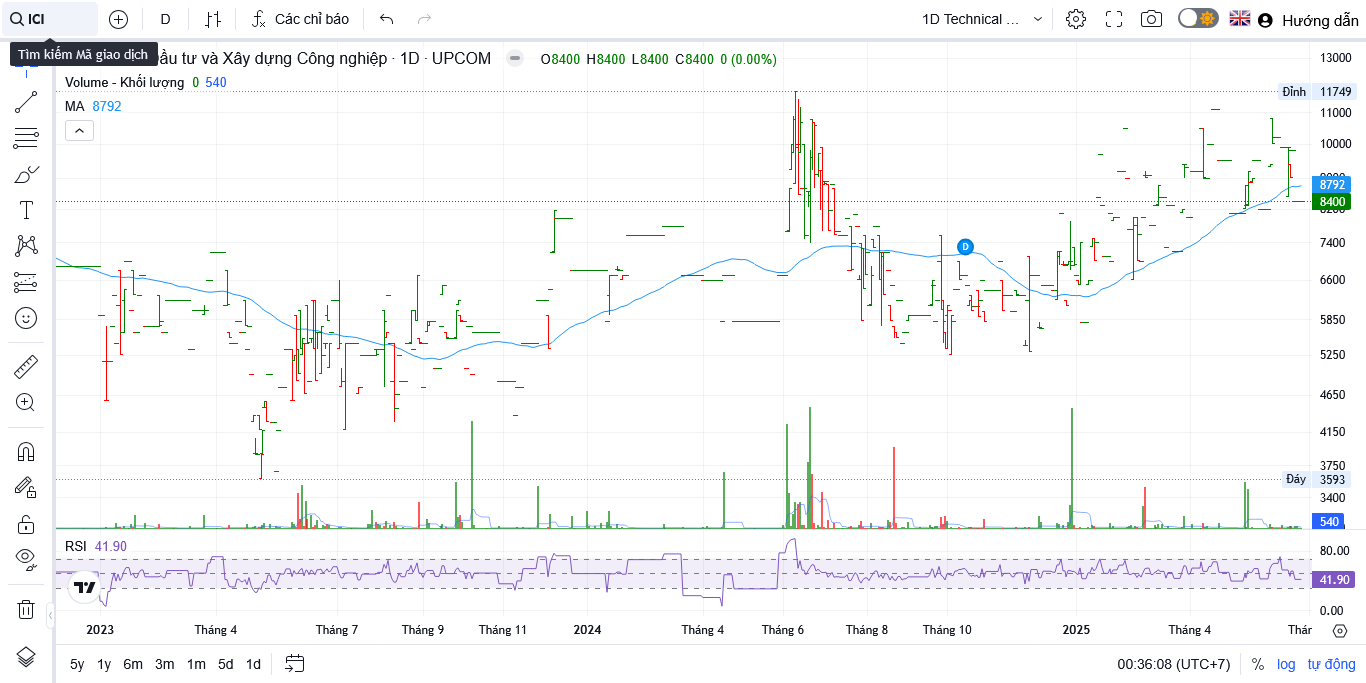 ICI
D
Các chỉ báo
1D Technical ...
Hướng dẫn
Tìm kiếm Mã giao dịch
ầu tư và Xây dựng Công nghiệp · 1D · UPCOM
O8400 H8400 L8400 C8400 0 (0.00%)
Volume - Khối lượng 0 540
MA 8792
13000
Đỉnh 11749
11000
10000
9000
8792
8400
8200
7400
D
6600
5850
5250
4650
4150
3750
Đáy 3593
3400
540
RSI 41.90
80.00
41.90
0.00
2023 Tháng 4 Tháng 7 Tháng 9 Tháng 11 2024 Tháng 4 Tháng 6 Tháng 8 Tháng 10 2025 Tháng 4 Thár
5y 1y 6m 3m 1m 5d 1d
00:36:08 (UTC+7) % log tự động